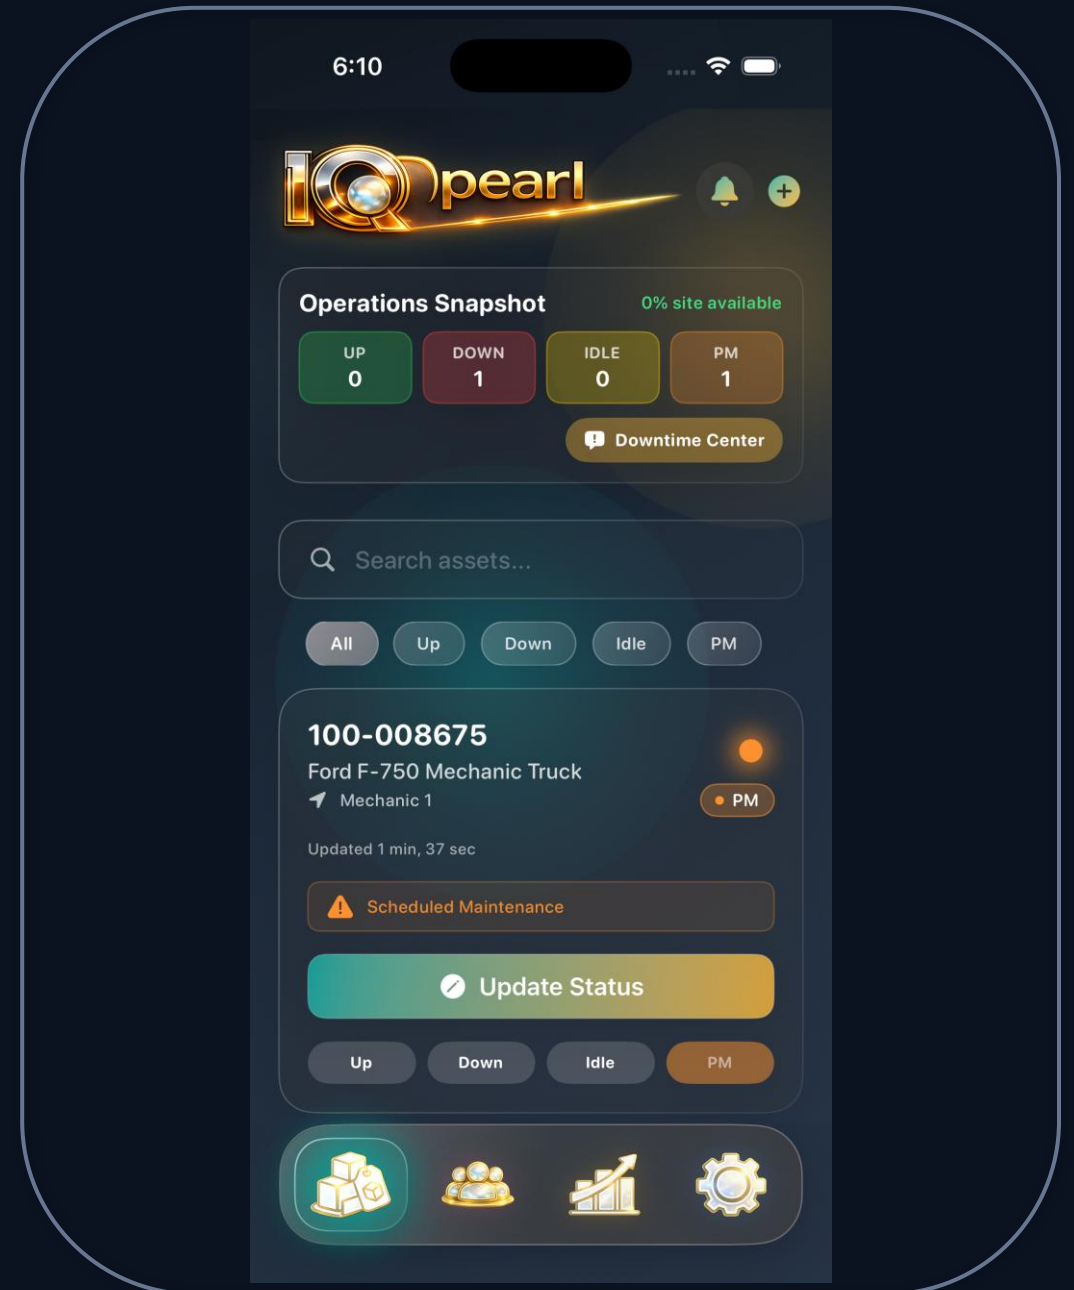 6:10
IQ pearl
Operations Snapshot
0% site available
UP
0
DOWN
1
IDLE
0
PM
1
Downtime Center
Search assets...
All
Up
Down
Idle
PM
100-008675
Ford F-750 Mechanic Truck
Mechanic 1
PM
Updated 1 min, 37 sec
Scheduled Maintenance
Update Status
Up
Down
Idle
PM